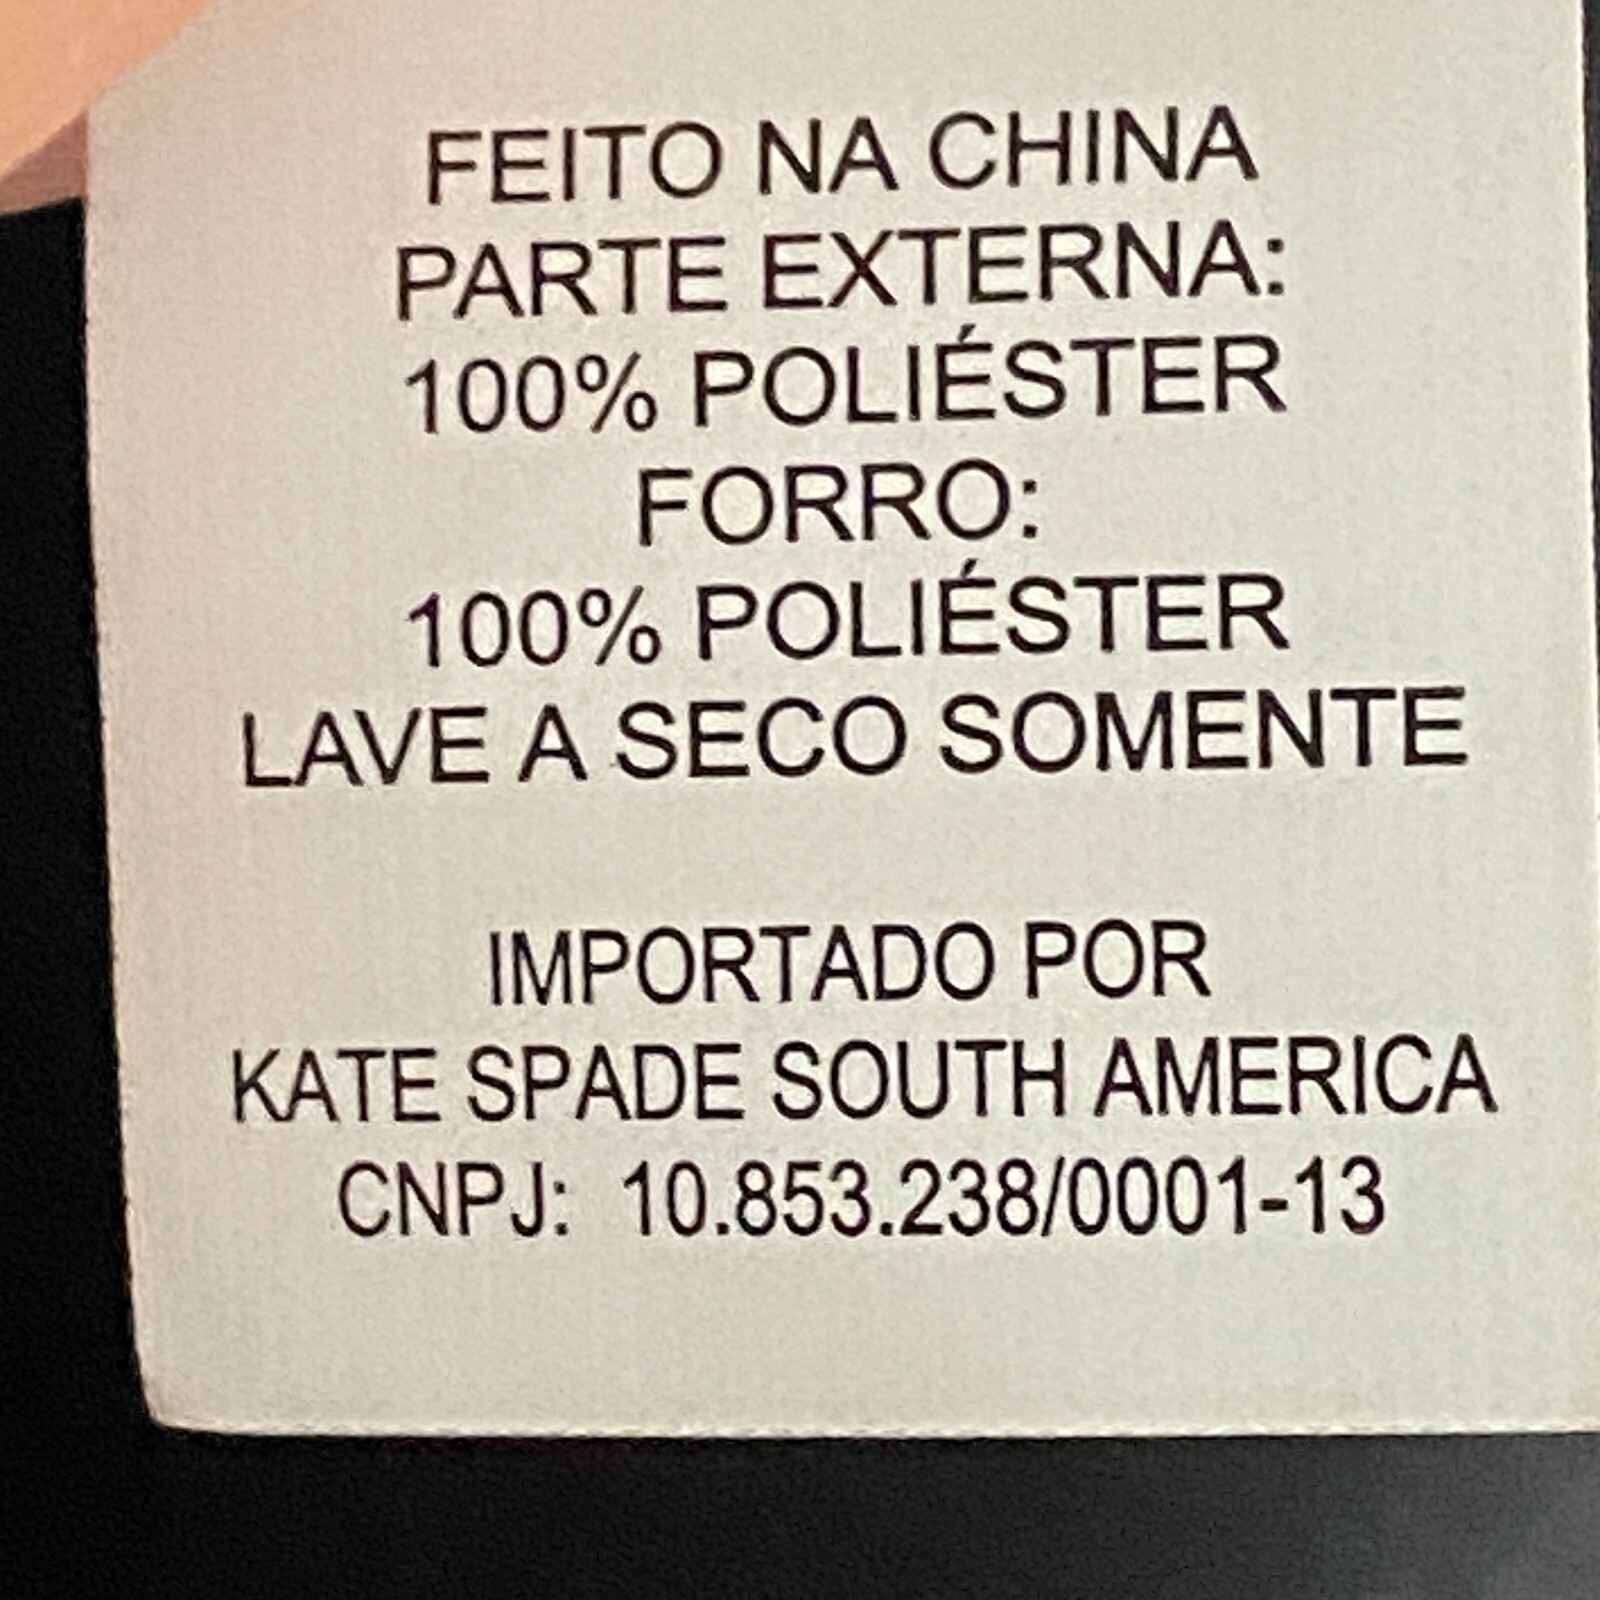 FEITO NA CHINA
PARTE EXTERNA:
100% POLIÉSTER
FORRO:
100% POLIÉSTER
LAVE A SECO SOMENTE
IMPORTADO POR
KATE SPADE SOUTH AMERICA
CNPJ: 10.853.238/0001-13